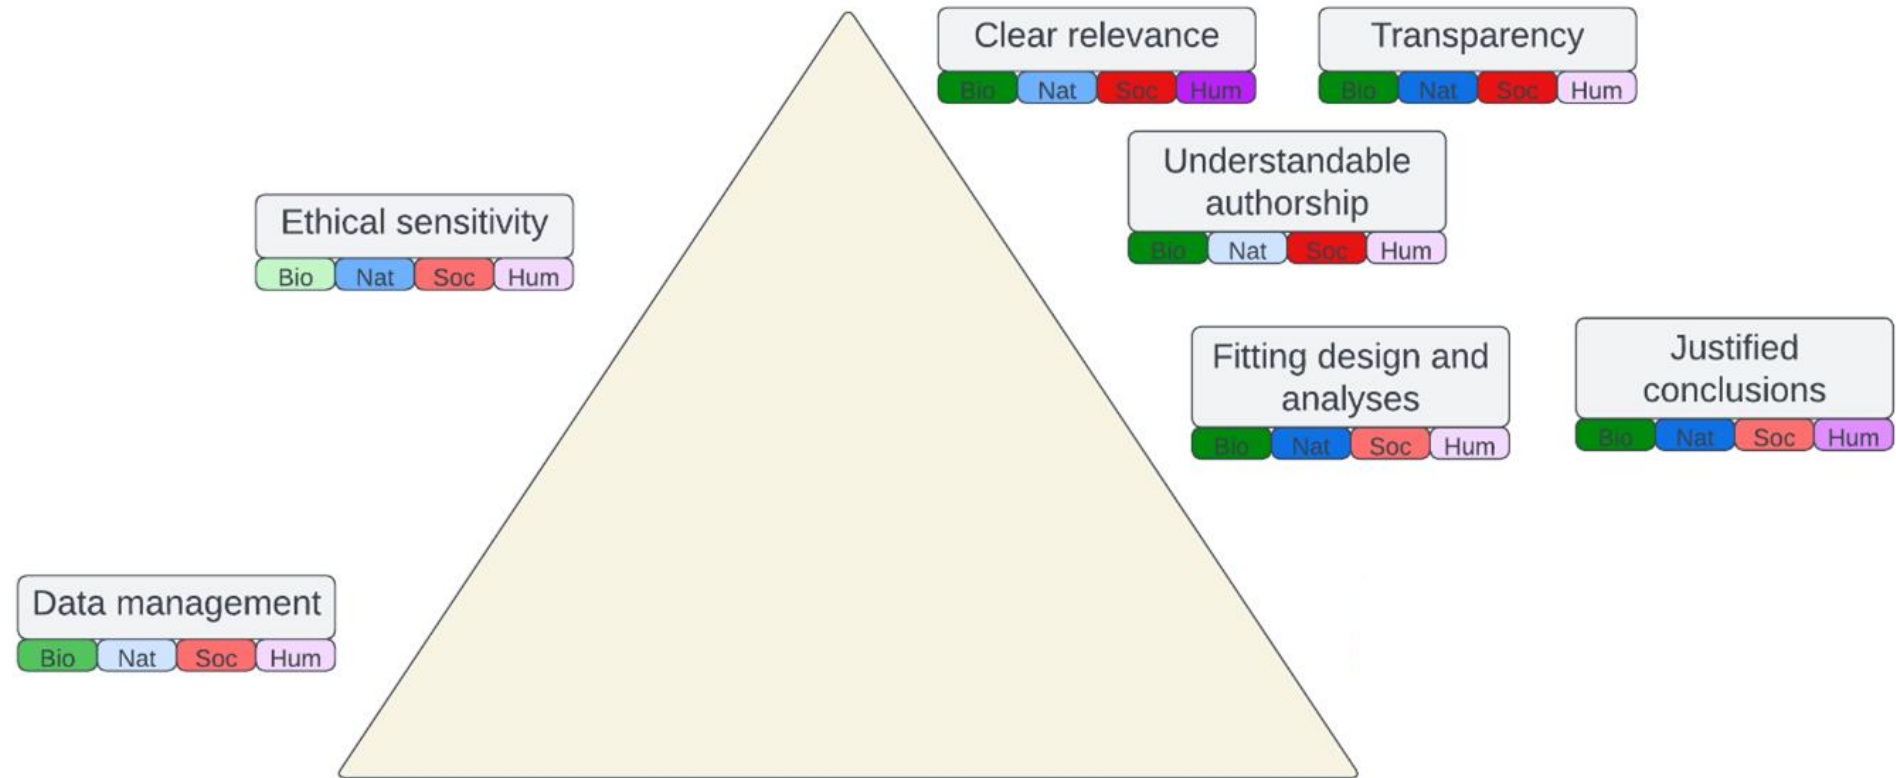 Clear relevance
Bio Nat Soc Hum
Transparency
Bio Nat Soc Hum
Understandable
authorship
Bio Nat Soc Hum
Ethical sensitivity
Bio Nat Soc Hum
Fitting design and
analyses
Bio Nat Soc Hum
Justified
conclusions
Bio Nat Soc Hum
Data management
Bio Nat Soc Hum